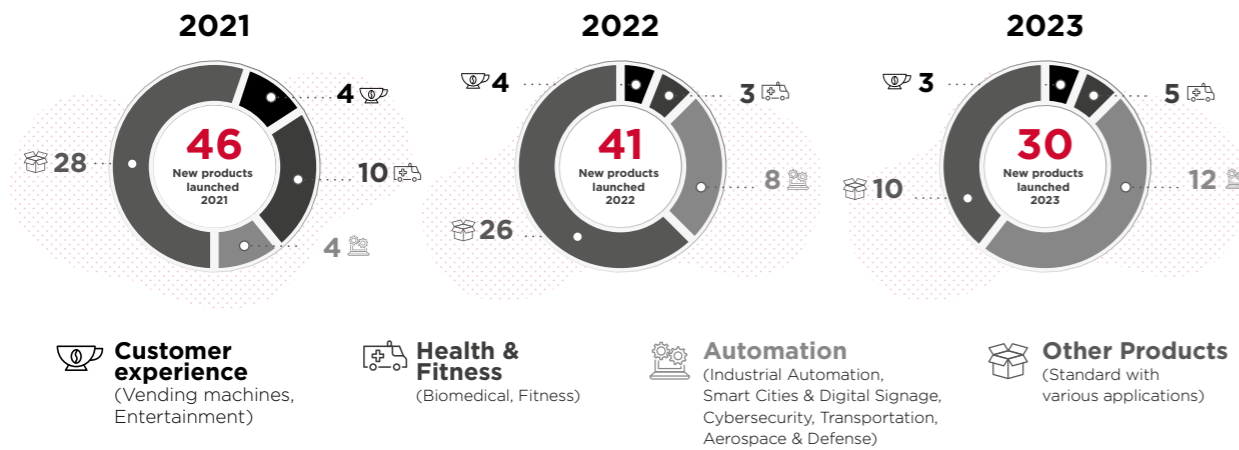 2021
4
46
New products
launched
2021
28
10
4
2022
4
3
41
New products
launched
2022
8
26
2023
3
5
30
New products
launched
2023
12
10
Customer
experience
(Vending machines,
Entertainment)
Health &
Fitness
(Biomedical, Fitness)
Automation
(Industrial Automation,
Smart Cities & Digital Signage,
Cybersecurity, Transportation,
Aerospace & Defense)
Other Products
(Standard with
various applications)